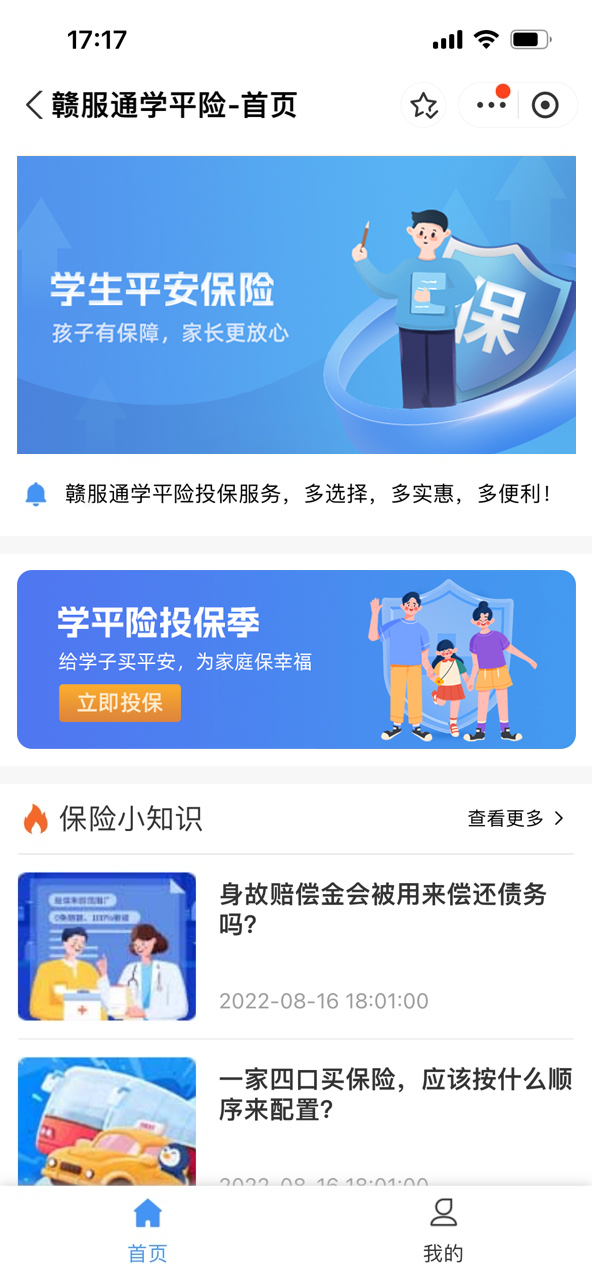 17:17
赣服通学平险-首页
学生平安保险
孩子有保障，家长更放心
保
赣服通学平险投保服务，多选择，多实惠，多便利！
学平险投保季
给学子买平安，为家庭保幸福
立即投保
保险小知识
查看更多
身故赔偿金会被用来偿还债务
吗？
2022-08-16 18:01:00
一家四口买保险，应该按什么顺
序来配置？
2022-08-16 18:01:00
首页
我的